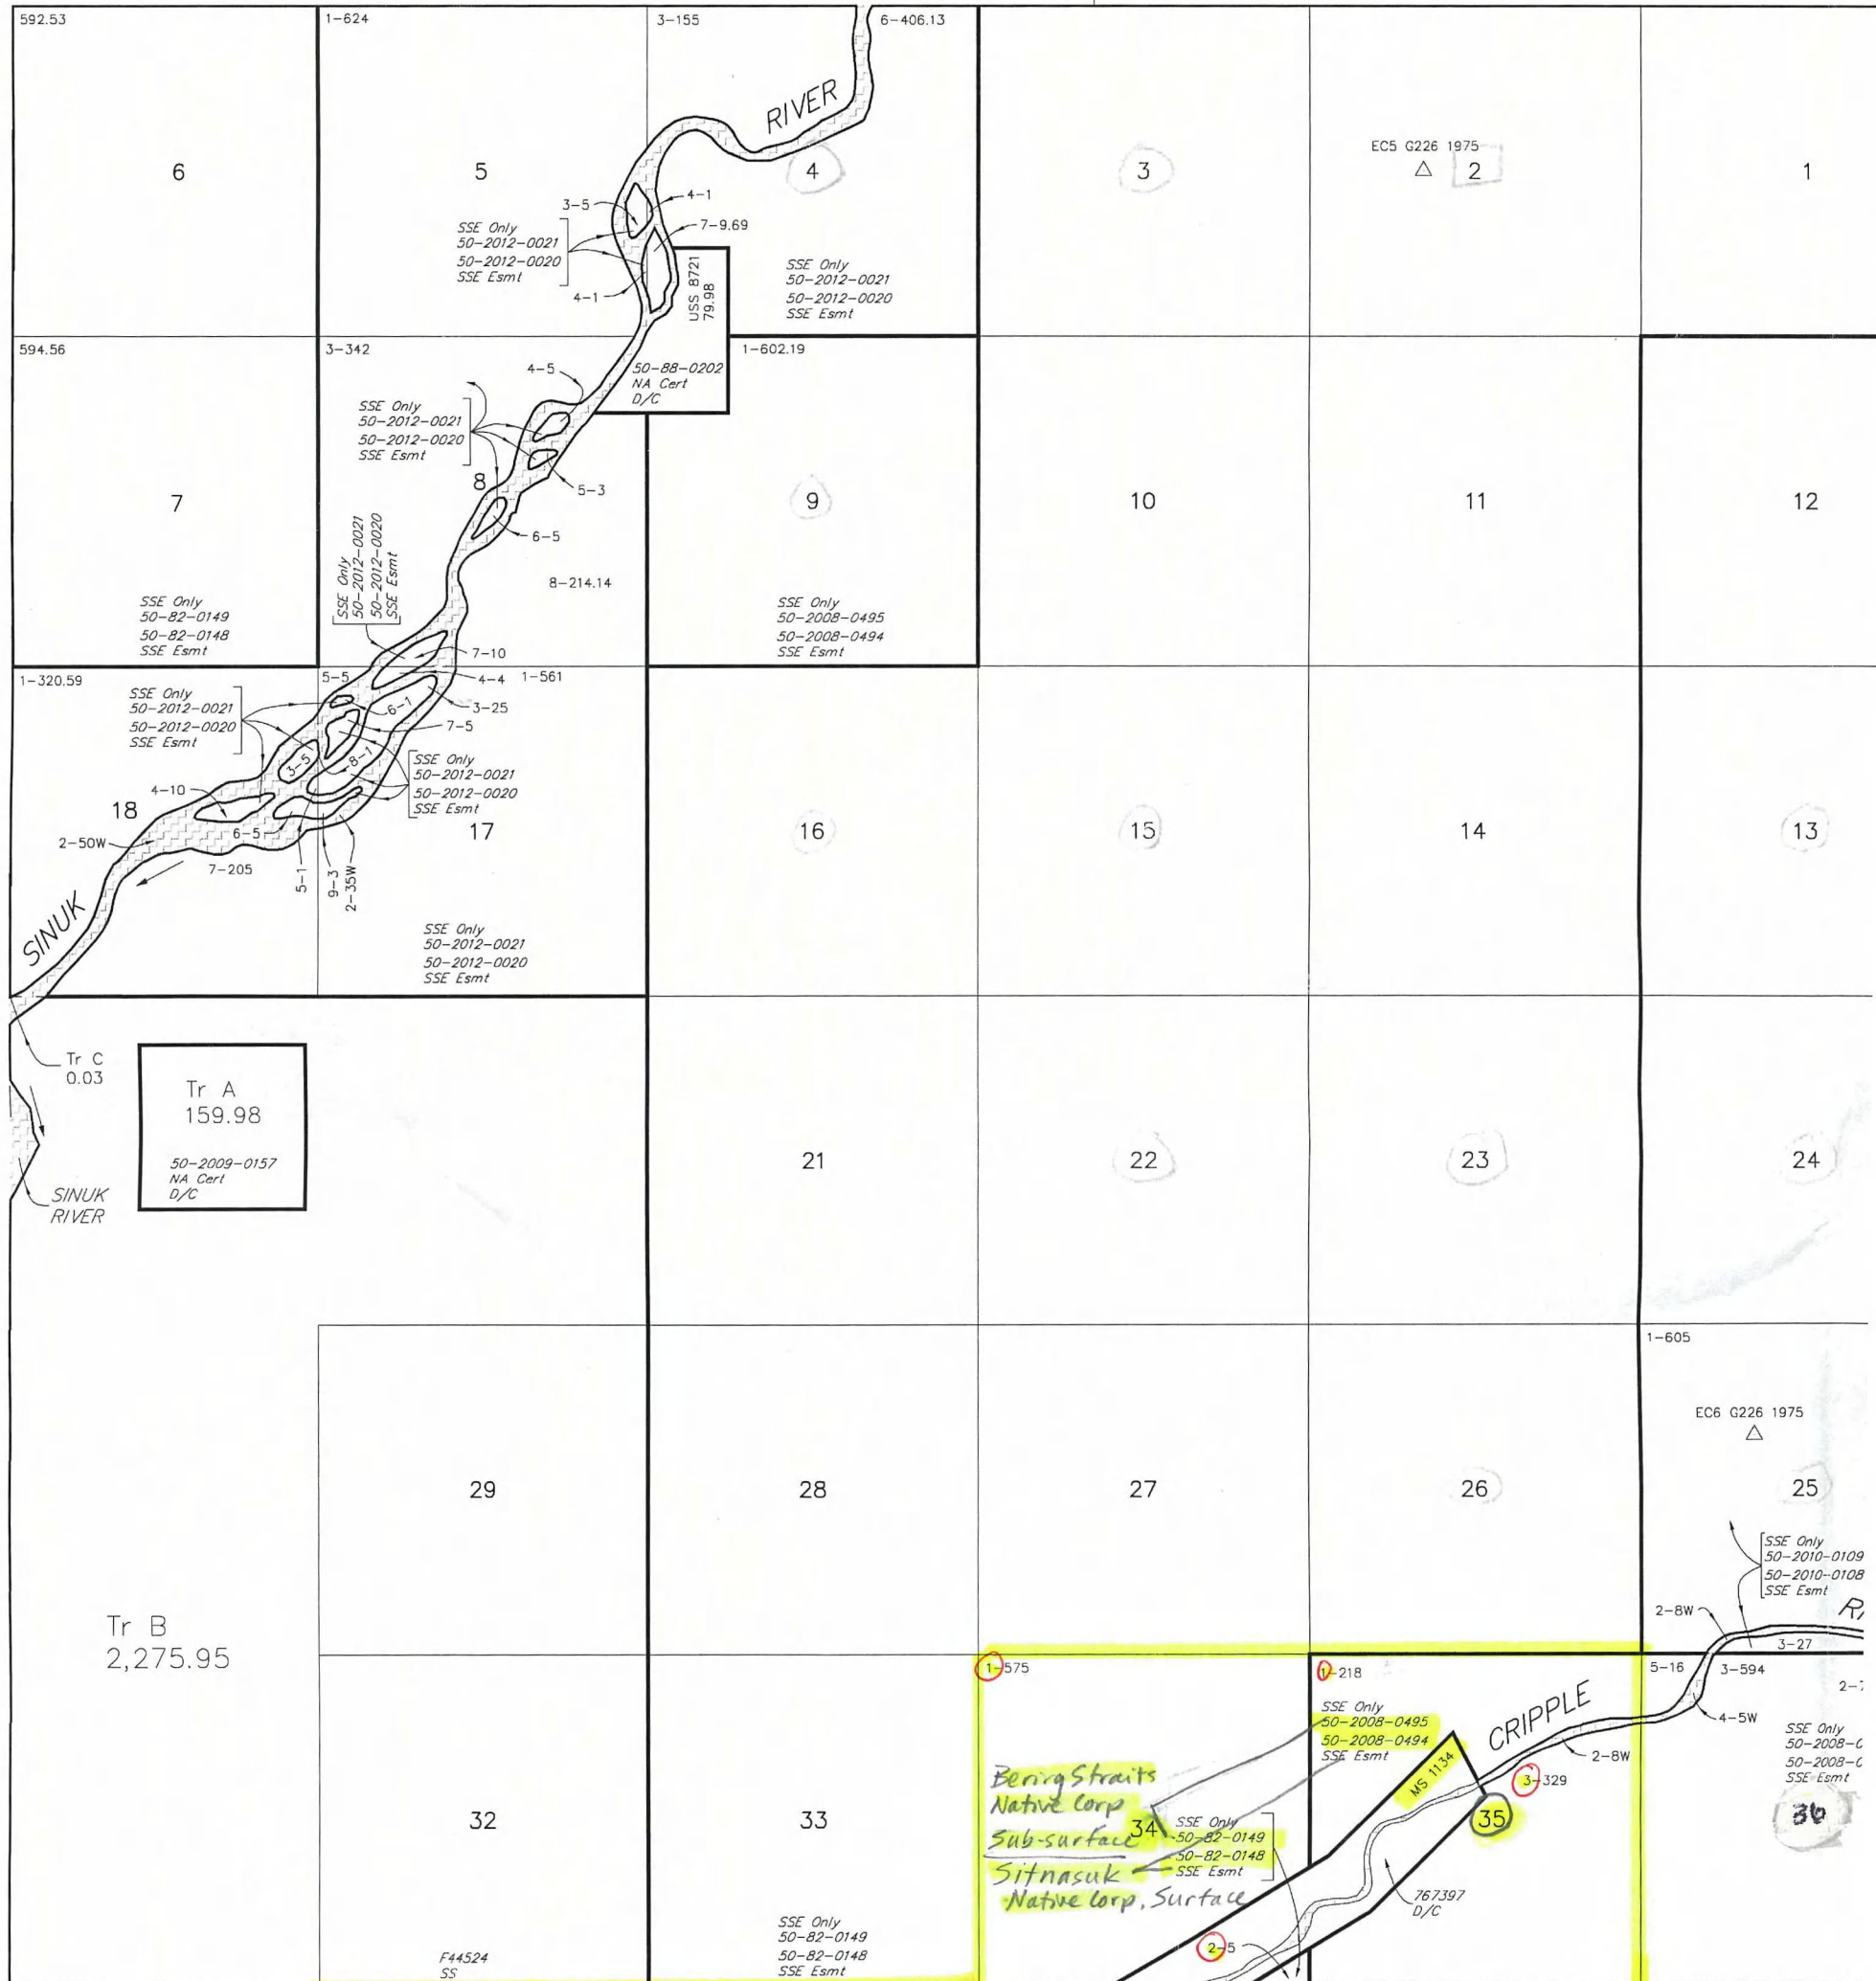 592.53
1-624
3-155
6-406.13
RIVER
6
5
4
3
EC5 G226 1975
2
1
3-5
4-1
7-9.69
SSE Only
50-2012-0021
50-2012-0020
SSE Esmt
4-1
USS 8721
79.98
SSE Only
50-2012-0021
50-2012-0020
SSE Esmt
594.56
3-342
4-5
50-88-0202
NA Cert
D/C
1-602.19
SSE Only
50-2012-0021
50-2012-0020
SSE Esmt
7
8
5-3
6-5
9
10
11
12
SSE Only
50-2012-0021
50-2012-0020
SSE Esmt
8-214.14
SSE Only
50-82-0149
50-82-0148
SSE Esmt
SSE Only
50-2008-0495
50-2008-0494
SSE Esmt
7-10
1-320.59
5-5
4-4
1-561
SSE Only
50-2012-0021
50-2012-0020
SSE Esmt
6-1
3-25
7-5
3-5
8-1
SSE Only
50-2012-0021
50-2012-0020
SSE Esmt
4-10
18
6-5
17
16
15
14
13
2-50W
7-205
5-1
9-3
2-35W
SINUK
SSE Only
50-2012-0021
50-2012-0020
SSE Esmt
Tr C
0.03
Tr A
159.98
50-2009-0157
NA Cert
D/C
SINUK
RIVER
21
22
23
24
1-605
EC6 G226 1975
29
28
27
26
25
SSE Only
50-2010-0109
50-2010-0108
SSE Esmt
Tr B
2,275.95
2-8W
3-27
1-575
1-218
5-16
3-594
SSE Only
50-2008-0495
50-2008-0494
SSE Esmt
CRIPPLE
4-5W
2-8W
SSE Only
50-2008-0
50-2008-0
SSE Esmt
MS 1134
3-329
Bering Straits
Native Corp
Sub-surface
Sitnasuk
Native Corp, Surface
32
33
34
35
36
SSE Only
50-82-0149
50-82-0148
SSE Esmt
767397
D/C
2-5
SSE Only
50-82-0149
50-82-0148
SSE Esmt
F44524
SS